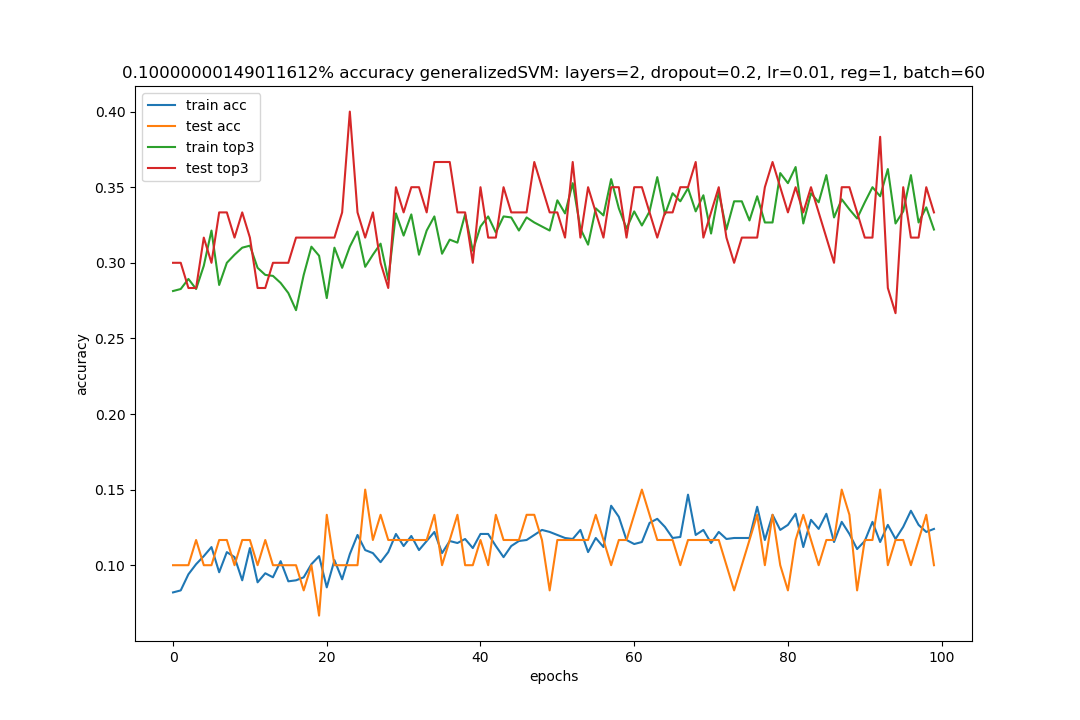 0.10000000149011612% accuracy generalizedSVM: layers=2, dropout=0.2, lr=0.01, reg=1, batch=60
train acc
test acc
train top3
test top3
0.40
0.35
0.30
0.25
0.20
0.15
0.10
accuracy
0 20 40 60 80 100
epochs